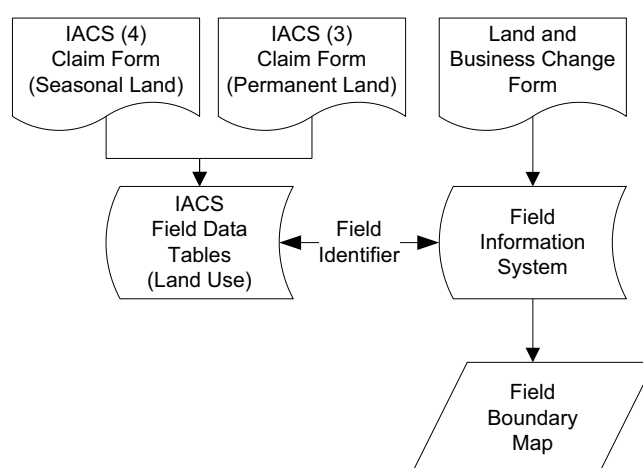 IACS (4)
Claim Form
(Seasonal Land)
IACS (3)
Claim Form
(Permanent Land)
Land and
Business Change
Form
IACS
Field Data
Tables
(Land Use)
Field
Identifier
Field
Information
System
Field
Boundary
Map